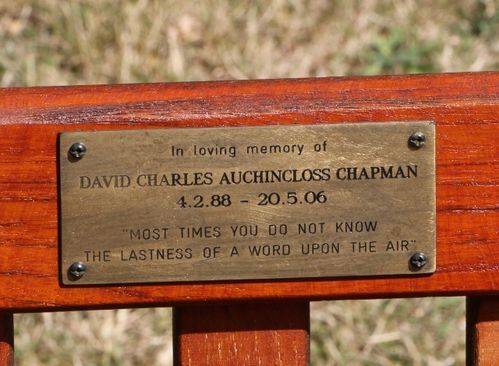 In loving memory of
DAVID CHARLES AUCHINCLOSS CHAPMAN
4.2.88 - 20.5.06
"MOST TIMES YOU DO NOT KNOW
THE LASTNESS OF A WORD UPON THE AIR"